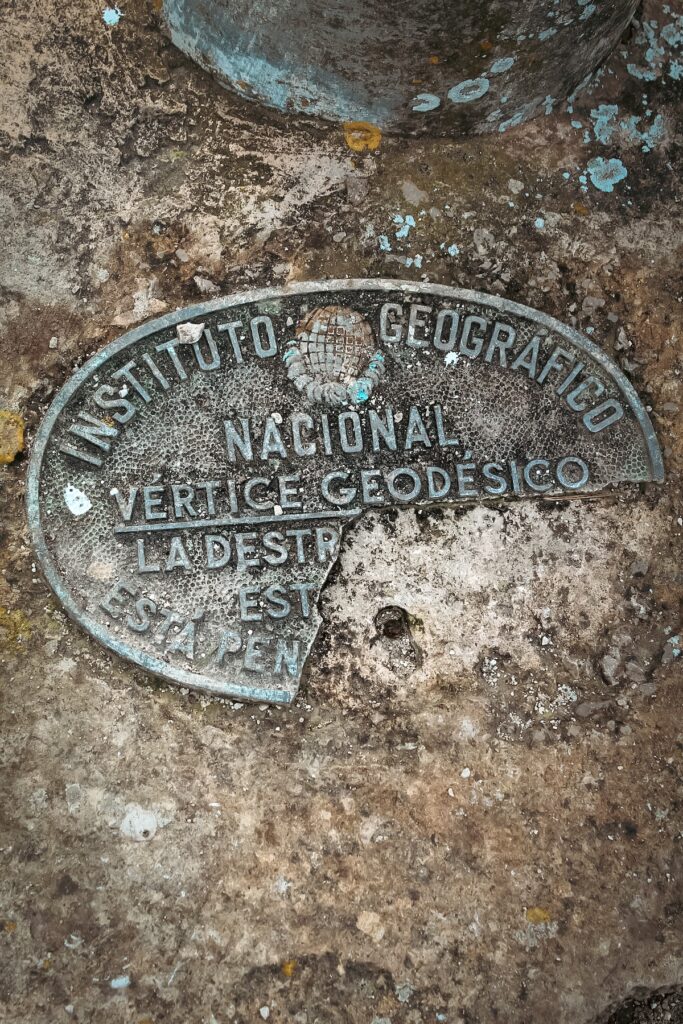 INSTITUTO GEOGRÁFICO
NACIONAL
VÉRTICE GEODÉSICO
LA DESTR
EST
ESTÁ PEN